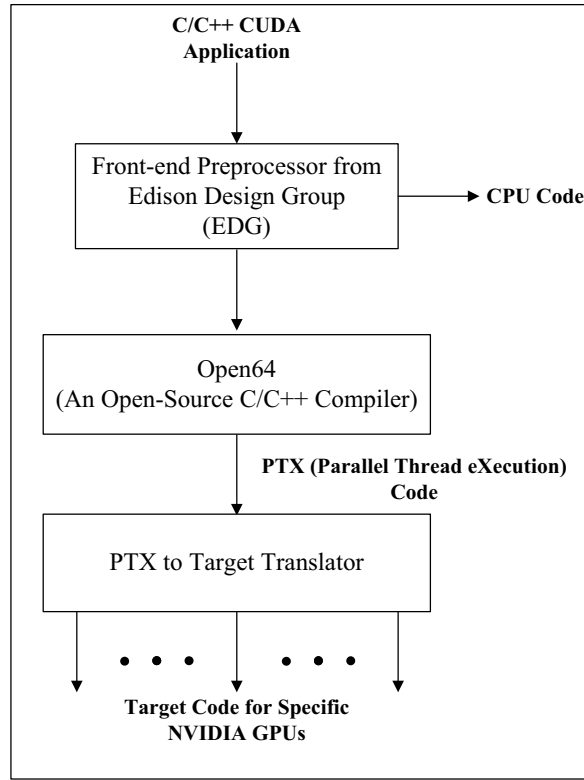 C/C++ CUDA
Application
Front-end Preprocessor from
Edison Design Group
(EDG)
CPU Code
Open64
(An Open-Source C/C++ Compiler)
PTX (Parallel Thread eXecution)
Code
PTX to Target Translator
Target Code for Specific
NVIDIA GPUs